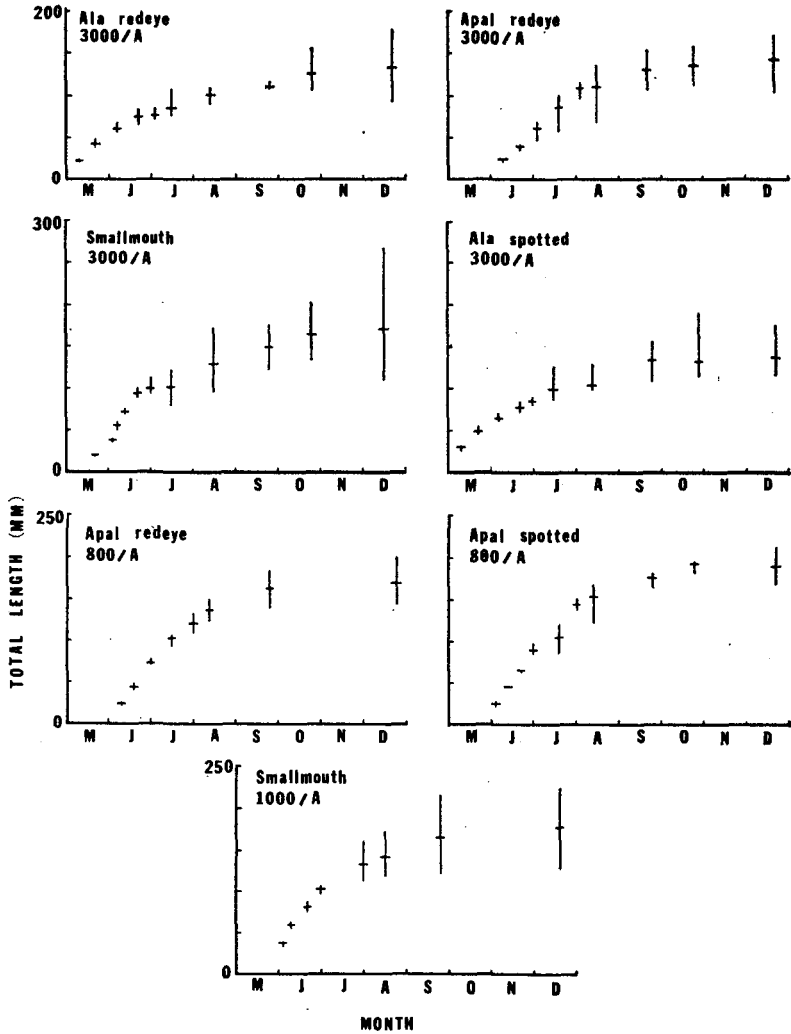 Ala redeye
3000/A
200
0
M J J A S O N D
Apal redeye
3000/A
M J J A S O N D
Smallmouth
3000/A
300
0
M J J A S O N D
Ala spotted
3000/A
M J J A S O N D
Apal redeye
800/A
250
0
M J J A S O N D
Apal spotted
800/A
M J J A S O N D
Smallmouth
1000/A
250
0
M J J A S O N D
TOTAL LENGTH (MM)
MONTH